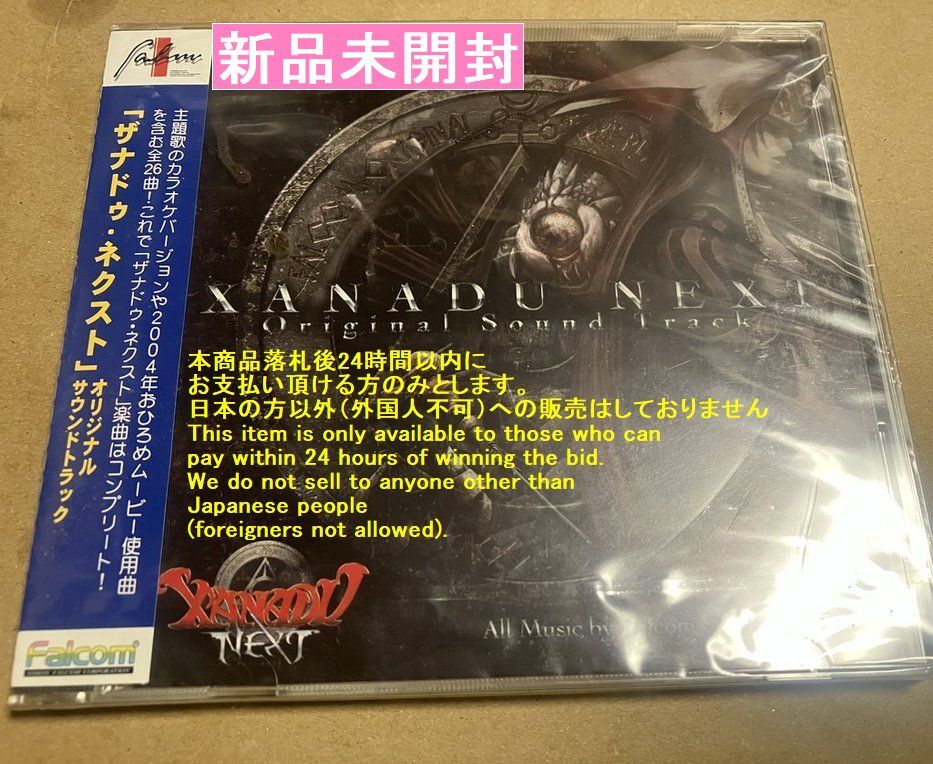 新品未開封
falcom
主題歌のカラオケバージョンや2004年おひろめムービー使用曲
を含む全26曲!これで「ザナドゥ・ネクスト」楽曲はコンプリート!
「ザナドゥ・ネクスト」オリジナル
サウンドトラック
Falcom
XANADU NEXT
Original Sound Track
本商品落札後24時間以内に
お支払い頂ける方のみとします。
日本の方以外(外国人不可)への販売はしておりません
This item is only available to those who can
pay within 24 hours of winning the bid.
We do not sell to anyone other than
Japanese people
(foreigners not allowed).
XANADU
NEXT
All Music by Falcom